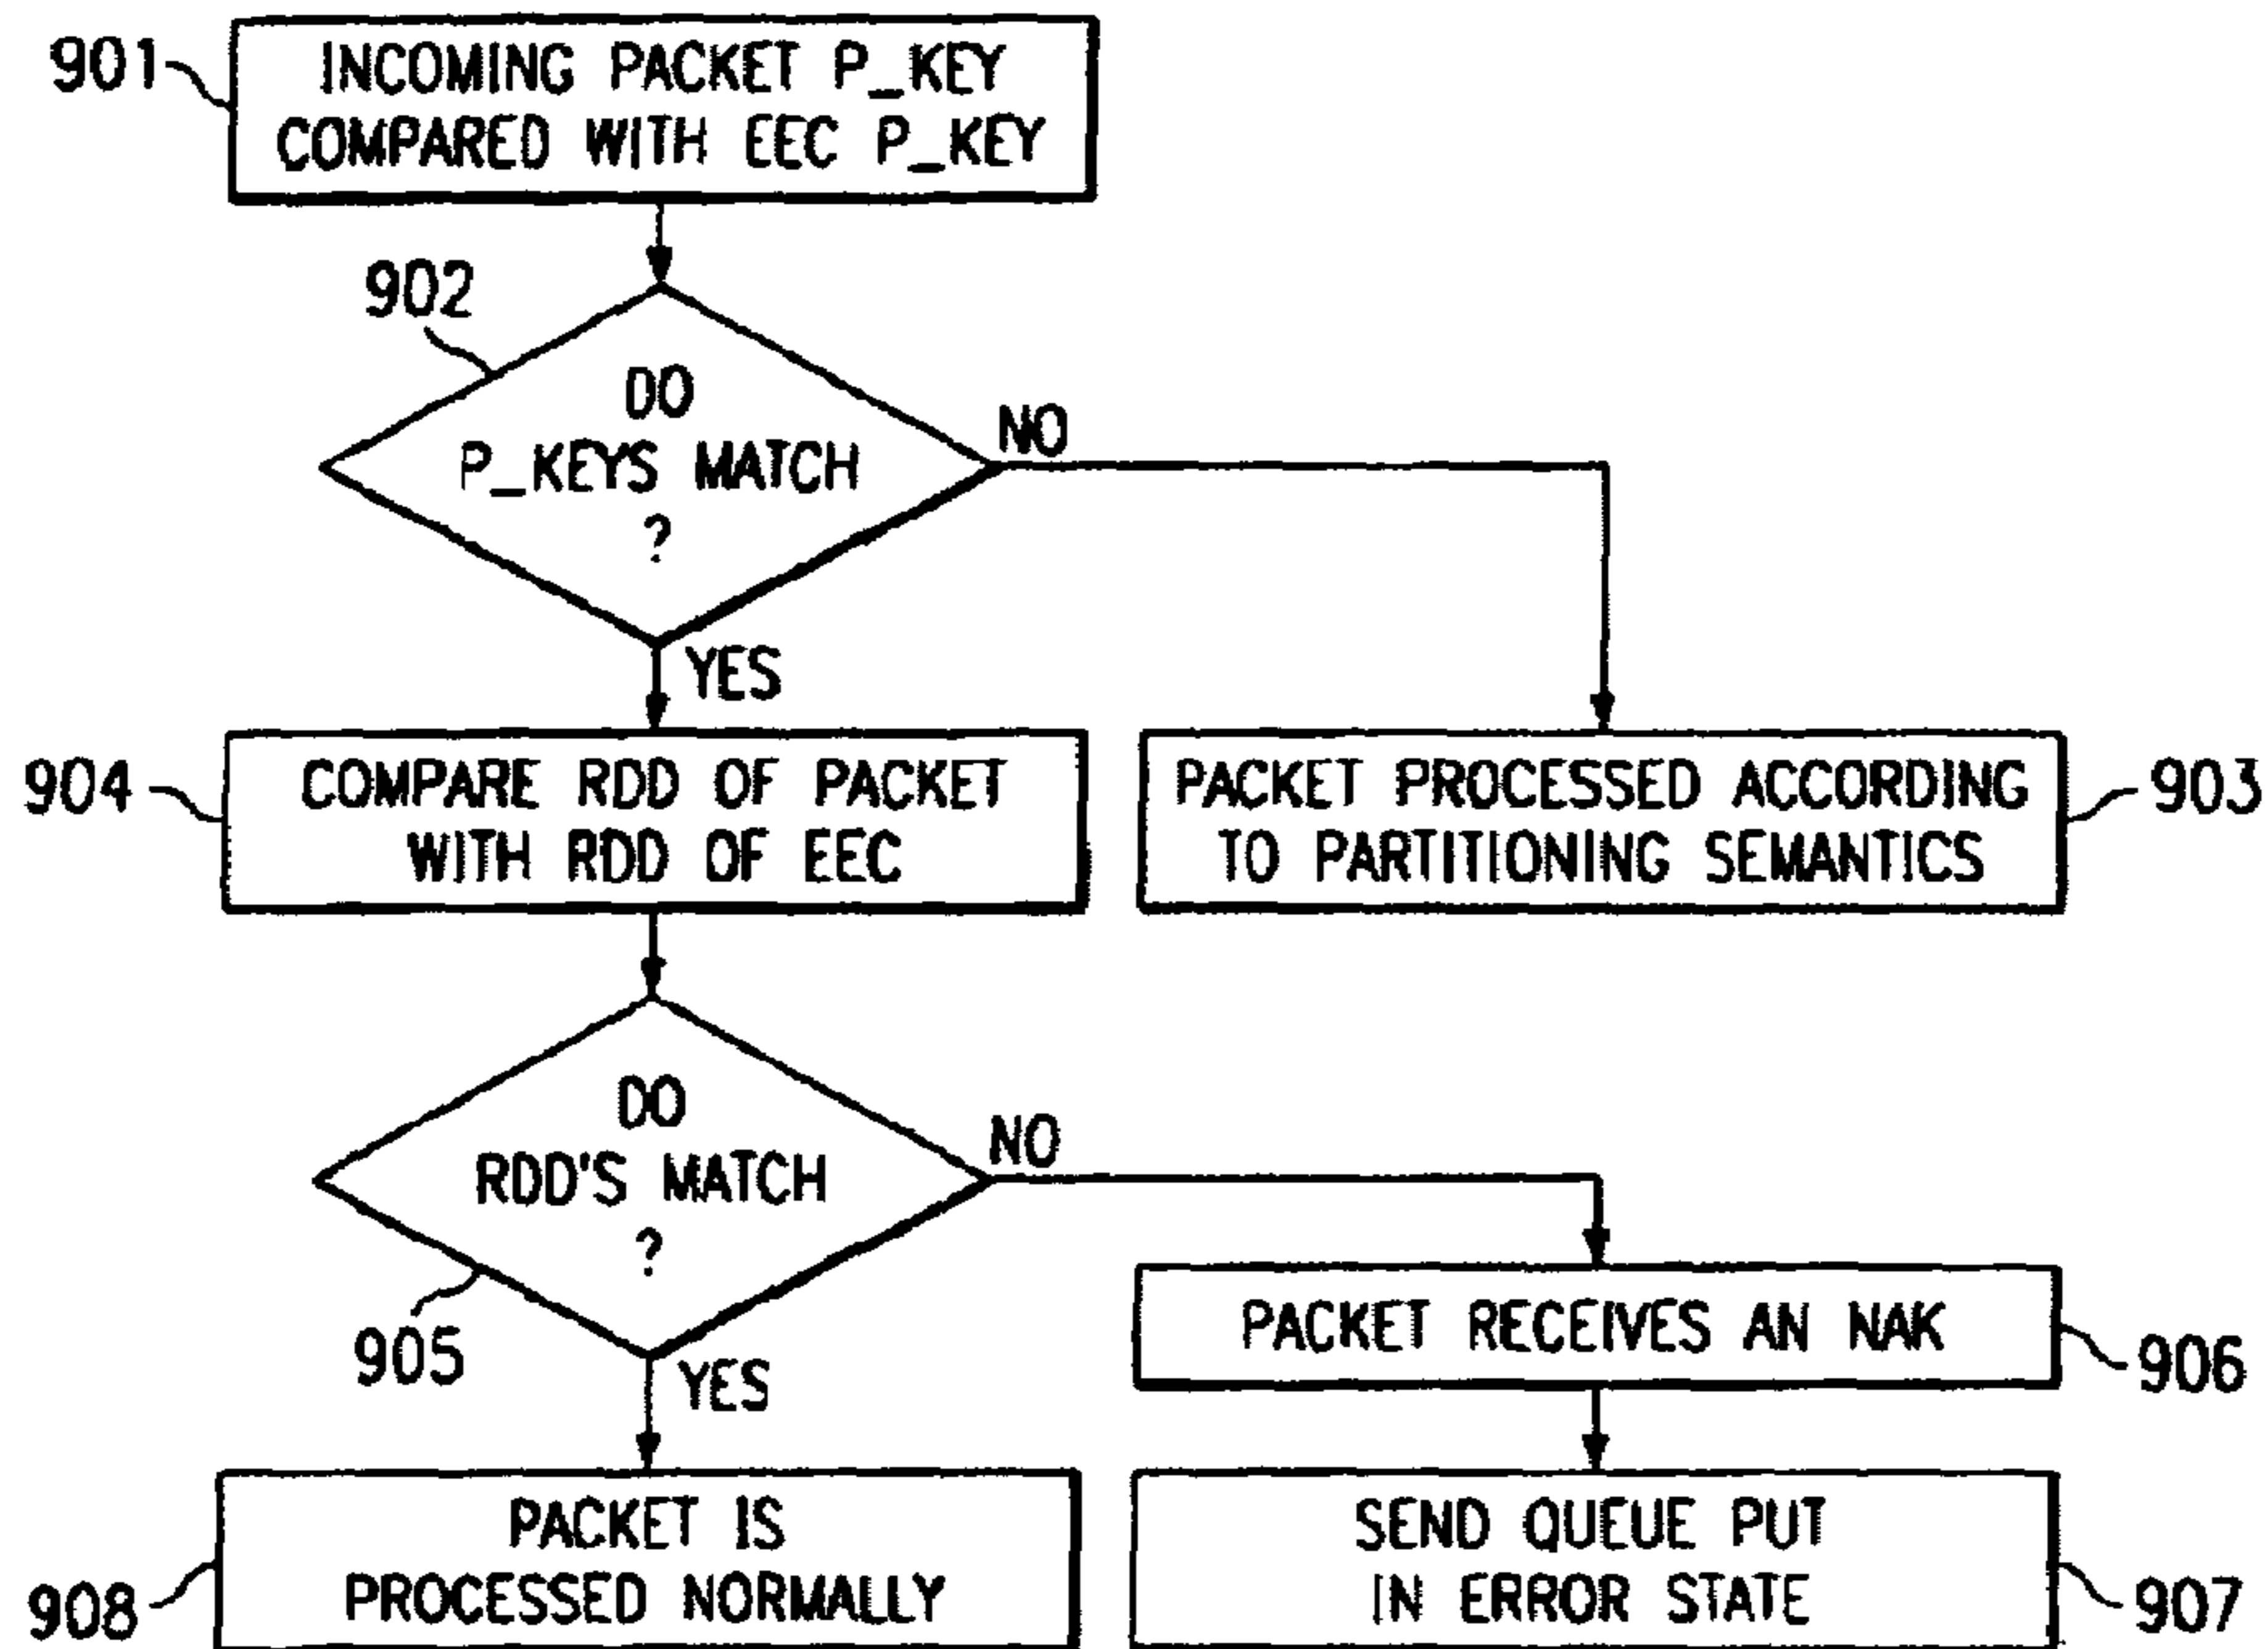 901
INCOMING PACKET P_KEY
COMPARED WITH EEC P_KEY
902
DO
P_KEYS MATCH
?
NO
YES
904
COMPARE RDD OF PACKET
WITH RDD OF EEC
PACKET PROCESSED ACCORDING
TO PARTITIONING SEMANTICS
903
DO
RDD'S MATCH
?
NO
905
YES
PACKET RECEIVES AN NAK
906
908
PACKET IS
PROCESSED NORMALLY
SEND QUEUE PUT
IN ERROR STATE
907